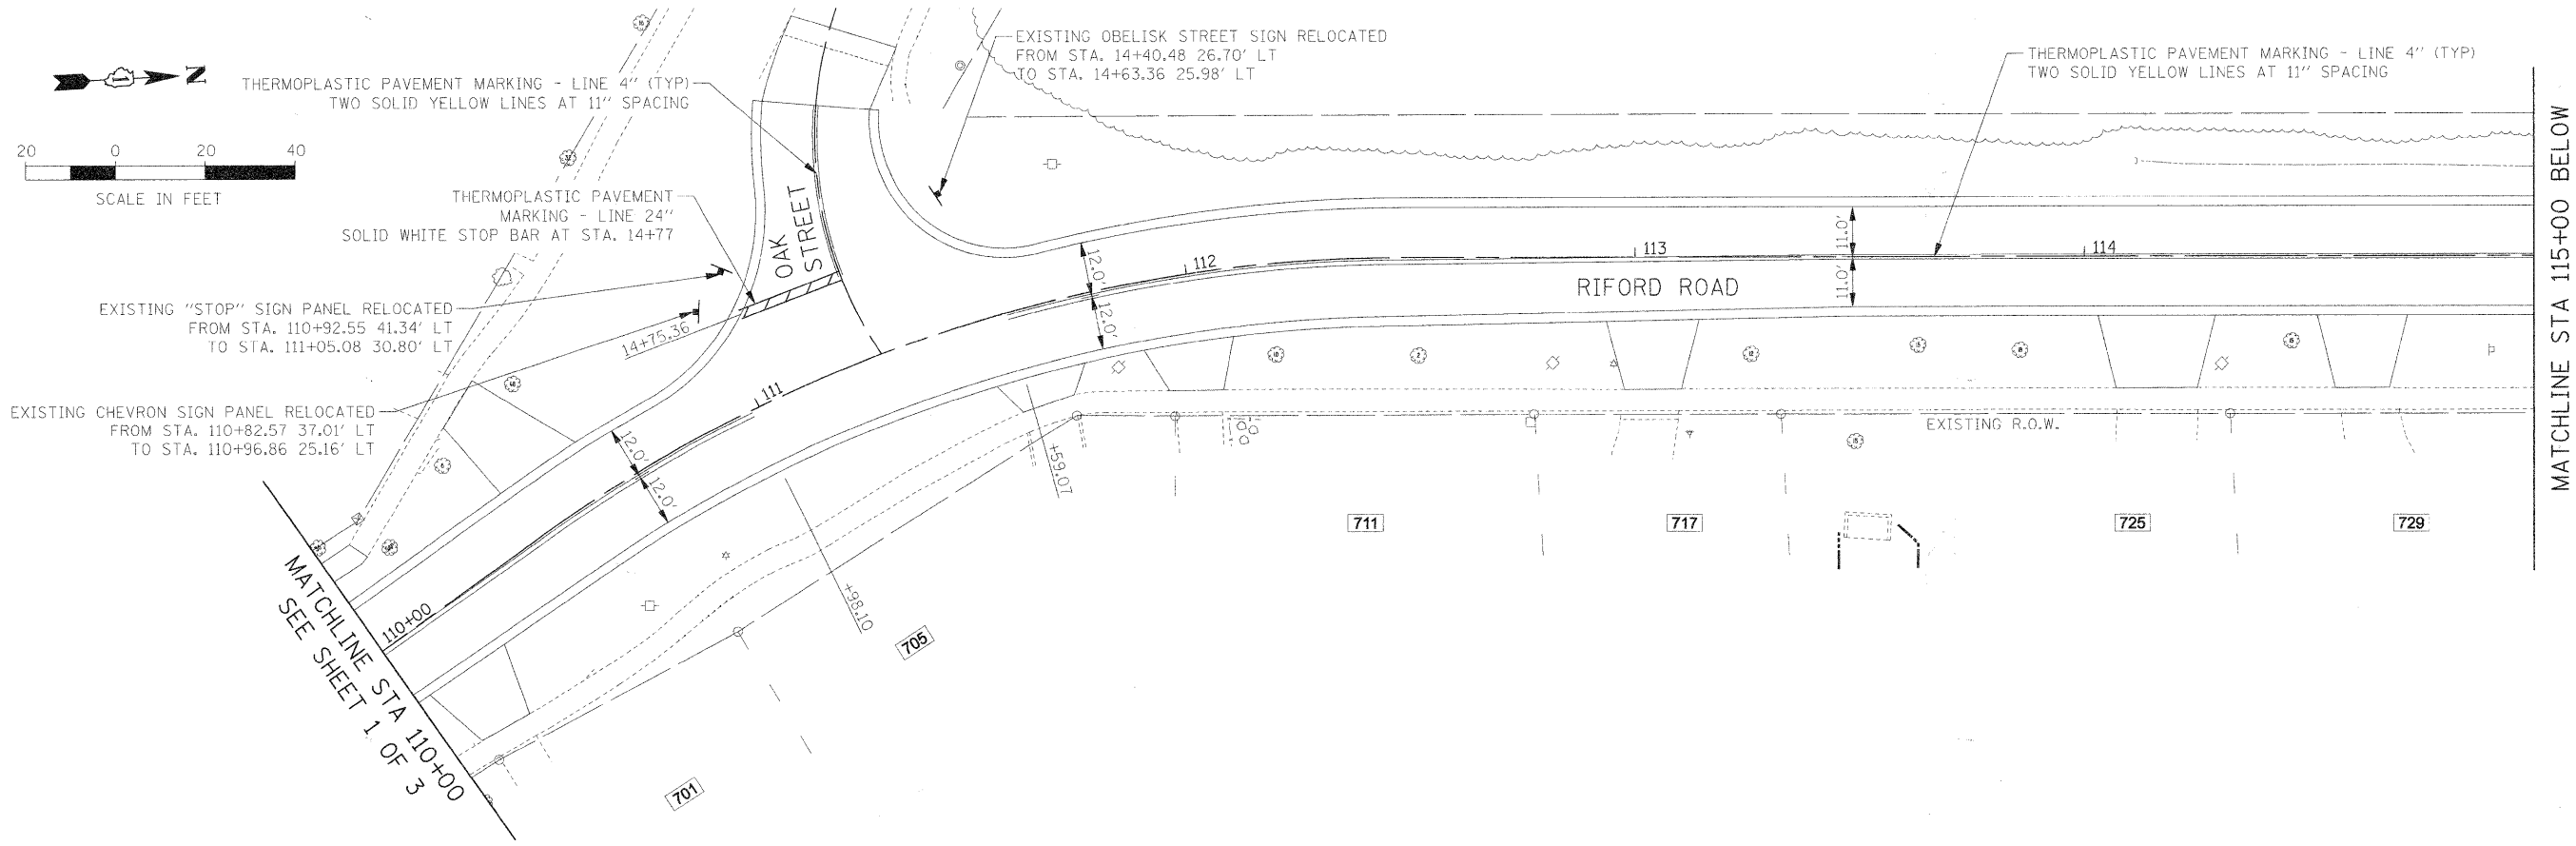 N
20 0 20 40
SCALE IN FEET
THERMOPLASTIC PAVEMENT MARKING - LINE 4" (TYP)
TWO SOLID YELLOW LINES AT 11" SPACING
EXISTING OBELISK STREET SIGN RELOCATED
FROM STA. 14+40.48 26.70' LT
TO STA. 14+63.36 25.98' LT
THERMOPLASTIC PAVEMENT MARKING - LINE 4" (TYP)
TWO SOLID YELLOW LINES AT 11" SPACING
THERMOPLASTIC PAVEMENT
MARKING - LINE 24"
SOLID WHITE STOP BAR AT STA. 14+77
OAK
STREET
EXISTING "STOP" SIGN PANEL RELOCATED
FROM STA. 110+92.55 41.34' LT
TO STA. 111+05.08 30.80' LT
14+75.36
EXISTING CHEVRON SIGN PANEL RELOCATED
FROM STA. 110+82.57 37.01' LT
TO STA. 110+96.86 25.16' LT
110+00
111
112
113
114
12.0'
12.0'
12.0'
12.0'
11.0'
11.0'
RIFORD ROAD
EXISTING R.O.W.
+59.07
+98.10
701
705
711
717
725
729
MATCHLINE STA 110+00
SEE SHEET 1 OF 3
MATCHLINE STA 115+00 BELOW